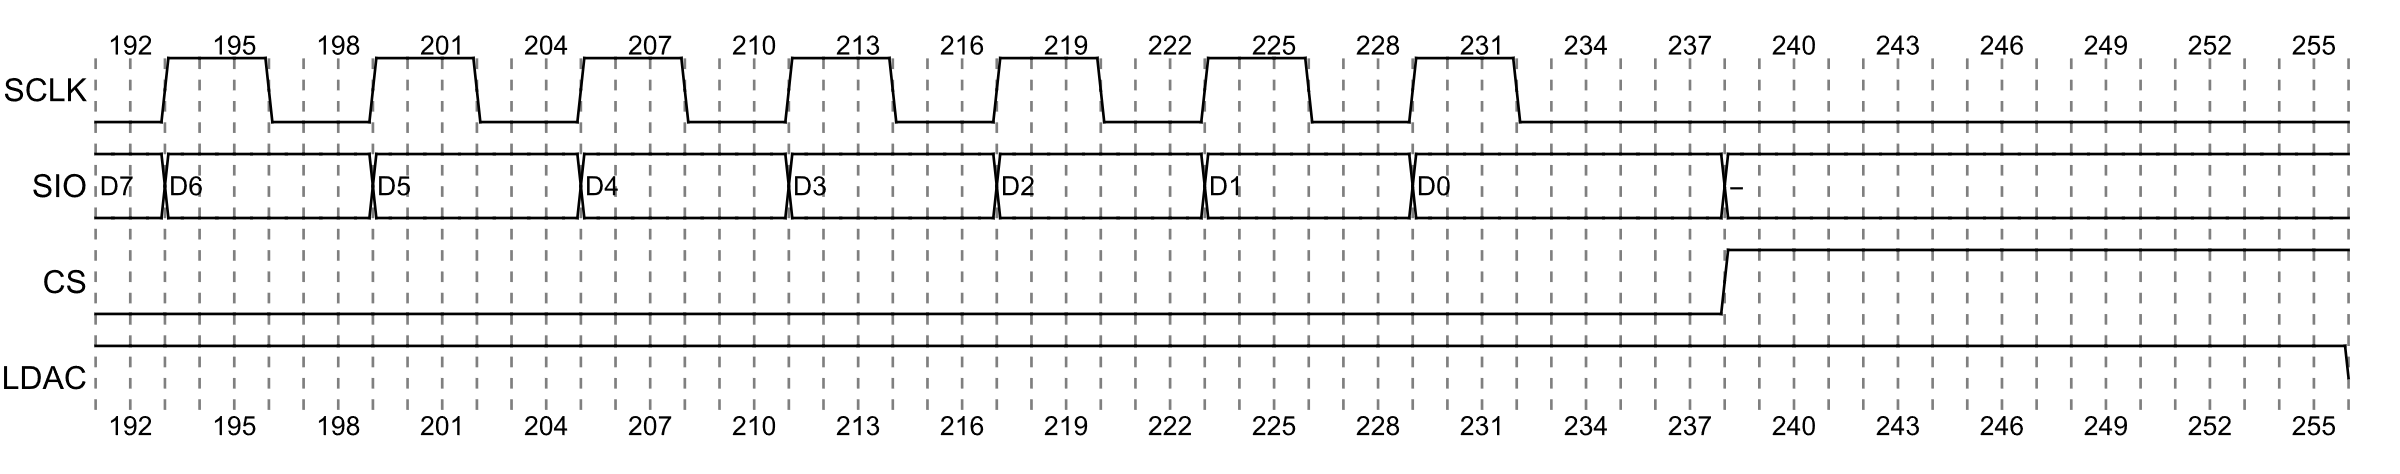 192 195 198 201 204 207 210 213 216 219 222 225 228 231 234 237 240 243 246 249 252 255
SCLK
SIO D7 D6 D5 D4 D3 D2 D1 D0 –
CS
LDAC
192 195 198 201 204 207 210 213 216 219 222 225 228 231 234 237 240 243 246 249 252 255